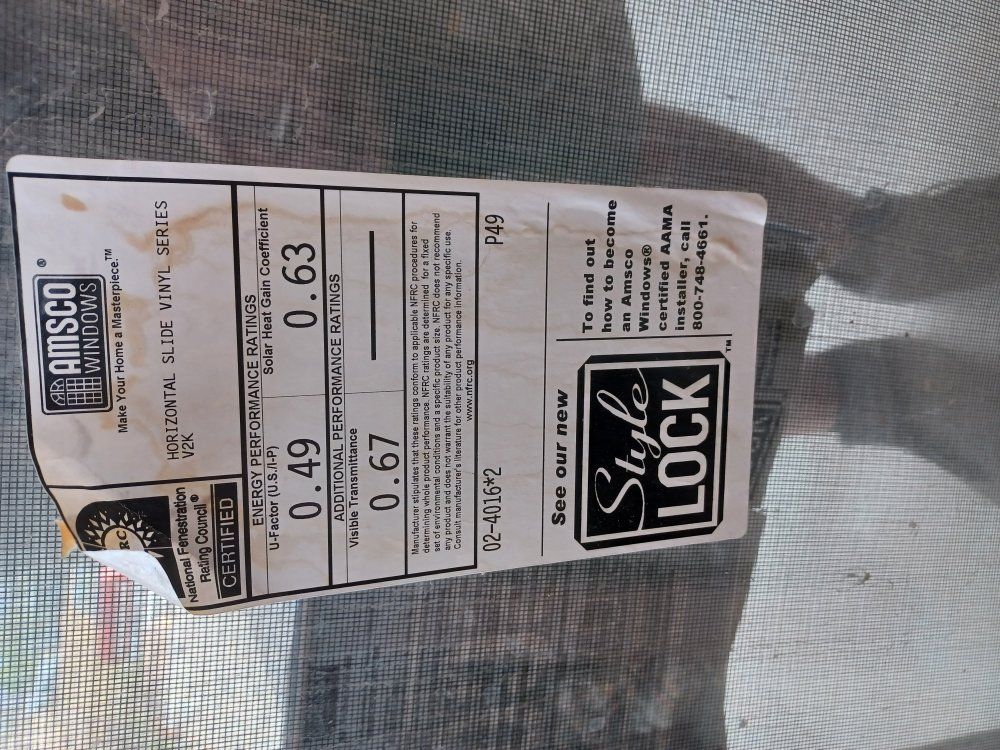 AMSCO®
WINDOWS
Make Your Home a Masterpiece.™
National Fenestration
Rating Council®
CERTIFIED
HORIZONTAL SLIDE VINYL SERIES
V2K
ENERGY PERFORMANCE RATINGS
U-Factor (U.S./I-P)
Solar Heat Gain Coefficient
0.49
0.63
ADDITIONAL PERFORMANCE RATINGS
Visible Transmittance
0.67
Manufacturer stipulates that these ratings conform to applicable NFRC procedures for
determining whole product performance. NFRC ratings are determined for a fixed
set of environmental conditions and a specific product size. NFRC does not recommend
any product and does not warrant the suitability of any product for any specific use.
Consult manufacturer's literature for other product performance information.
www.nfrc.org
02-4016*2 P49
See our new
Style
LOCK™
To find out
how to become
an Amsco
Windows®
certified AAMA
installer, call
800-748-4661.